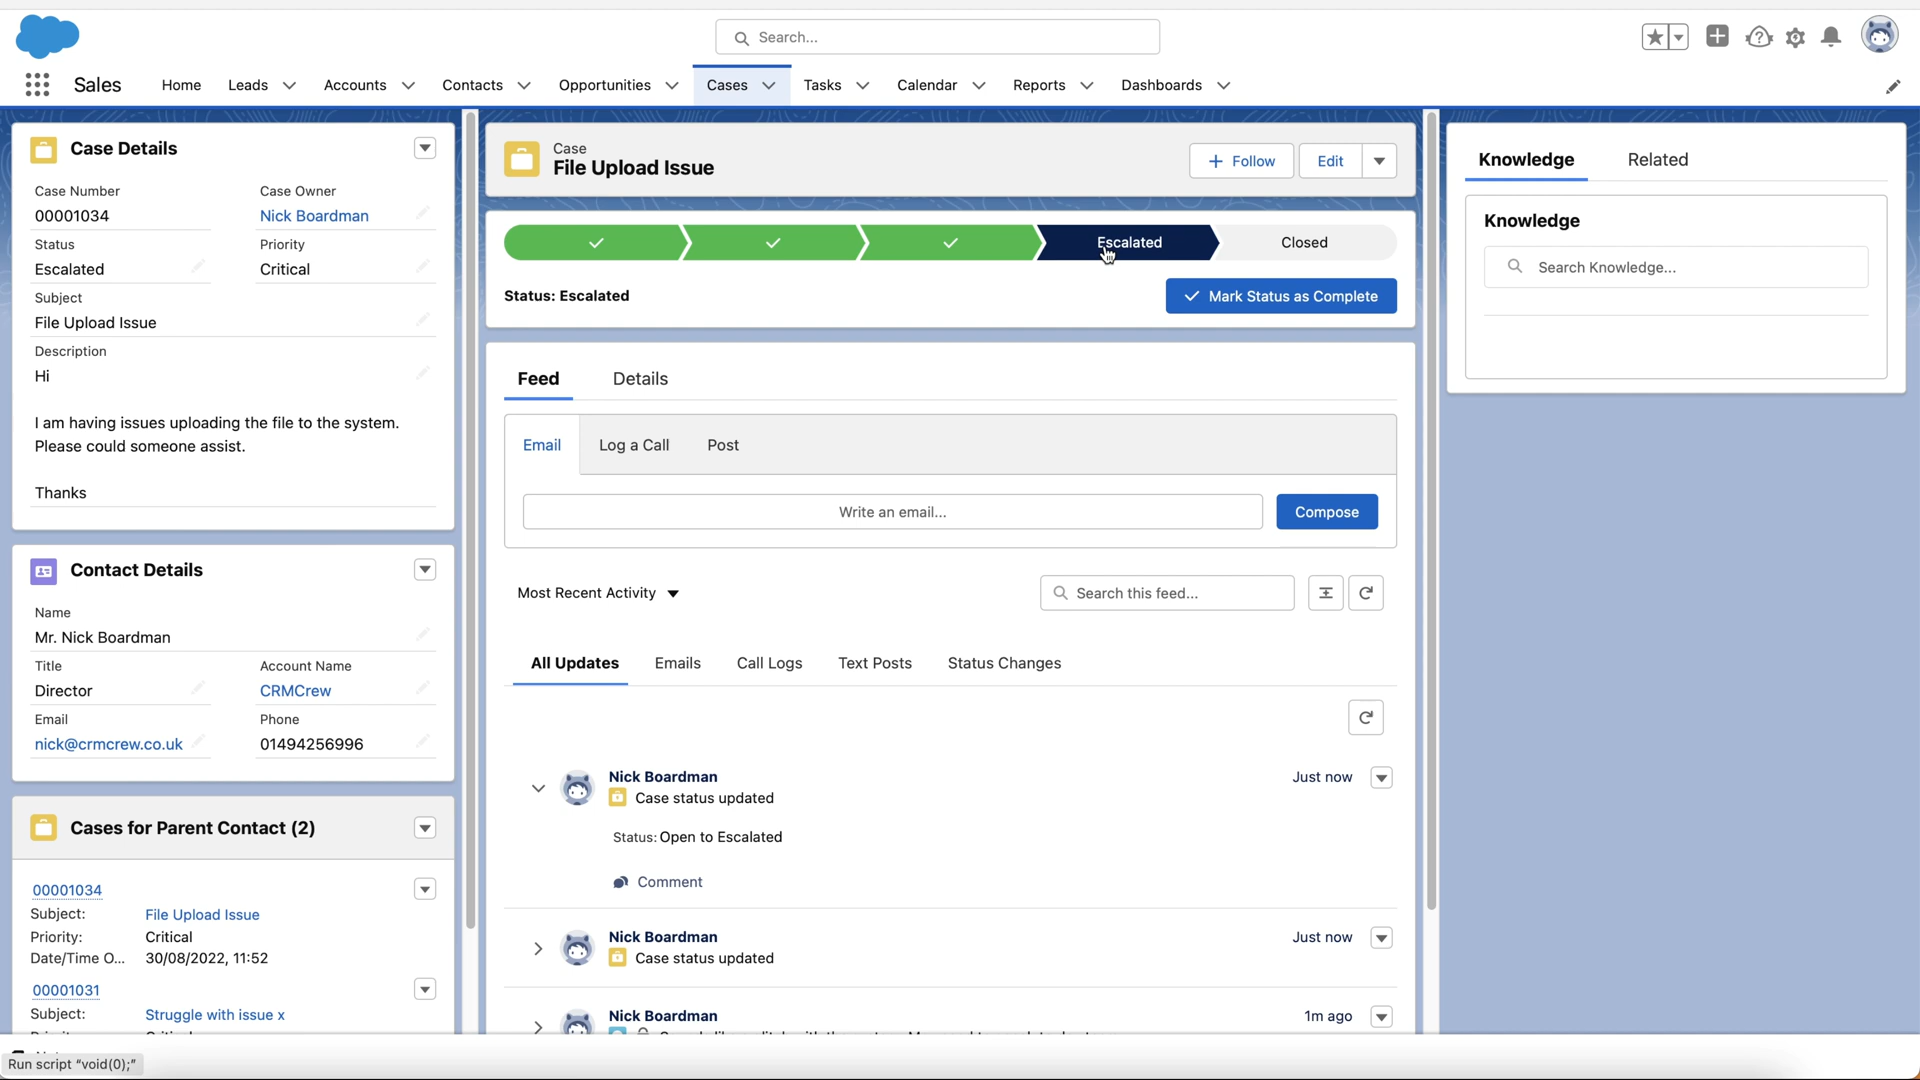 Search...
Sales
Home
Leads
Accounts
Contacts
Opportunities
Cases
Tasks
Calendar
Reports
Dashboards
Case Details
Case Number
Case Owner
00001034
Nick Boardman
Status
Priority
Escalated
Critical
Subject
File Upload Issue
Description
Hi
I am having issues uploading the file to the system.
Please could someone assist.
Thanks
Contact Details
Name
Mr. Nick Boardman
Title
Account Name
Director
CRMCrew
Email
Phone
nick@crmcrew.co.uk
01494256996
Cases for Parent Contact (2)
00001034
Subject: File Upload Issue
Priority: Critical
Date/Time O... 30/08/2022, 11:52
00001031
Subject: Struggle with issue x
Run script “void(0);”
Case
File Upload Issue
Follow
Edit
Escalated
Closed
Status: Escalated
Mark Status as Complete
Feed
Details
Email
Log a Call
Post
Write an email...
Compose
Most Recent Activity
Search this feed...
All Updates
Emails
Call Logs
Text Posts
Status Changes
Nick Boardman
Just now
Case status updated
Status: Open to Escalated
Comment
Nick Boardman
Just now
Case status updated
Nick Boardman
1m ago
Knowledge
Related
Knowledge
Search Knowledge...